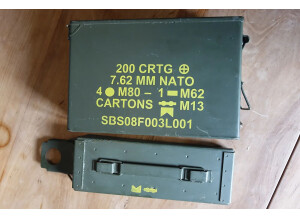 200 CRTG
7.62 MM NATO
4 M80 – 1 M62
CARTONS M13
SBS08F003L001